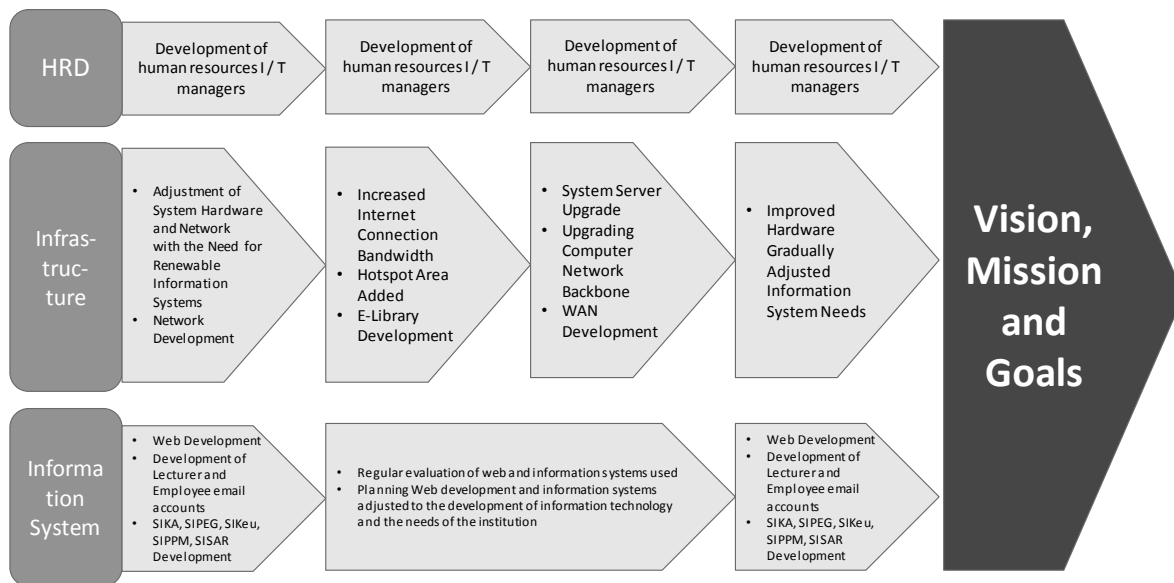 HRD
Development of
human resources I / T
managers
Development of
human resources I / T
managers
Development of
human resources I / T
managers
Development of
human resources I / T
managers
Infras-
truc-
ture
• Adjustment of
System Hardware
and Network
with the Need for
Renewable
Information
Systems
• Network
Development
• Increased
Internet
Connection
Bandwidth
• Hotspot Area
Added
• E-Library
Development
• System Server
Upgrade
• Upgrading
Computer
Network
Backbone
• WAN
Development
• Improved
Hardware
Gradually
Adjusted
Information
System Needs
Informa
tion
System
• Web Development
• Development of
Lecturer and
Employee email
accounts
• SIKA, SIPEG, SIKeu,
SIPPM, SISAR
Development
• Regular evaluation of web and information systems used
• Planning Web development and information systems
adjusted to the development of information technology
and the needs of the institution
• Web Development
• Development of
Lecturer and
Employee email
accounts
• SIKA, SIPEG, SIKeu,
SIPPM, SISAR
Development
Vision,
Mission
and
Goals